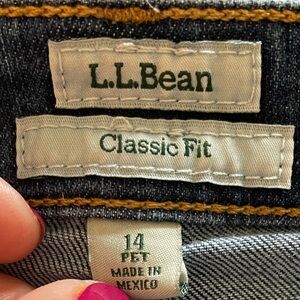 L.L.Bean
Classic Fit
14
PET
MADE IN
MEXICO